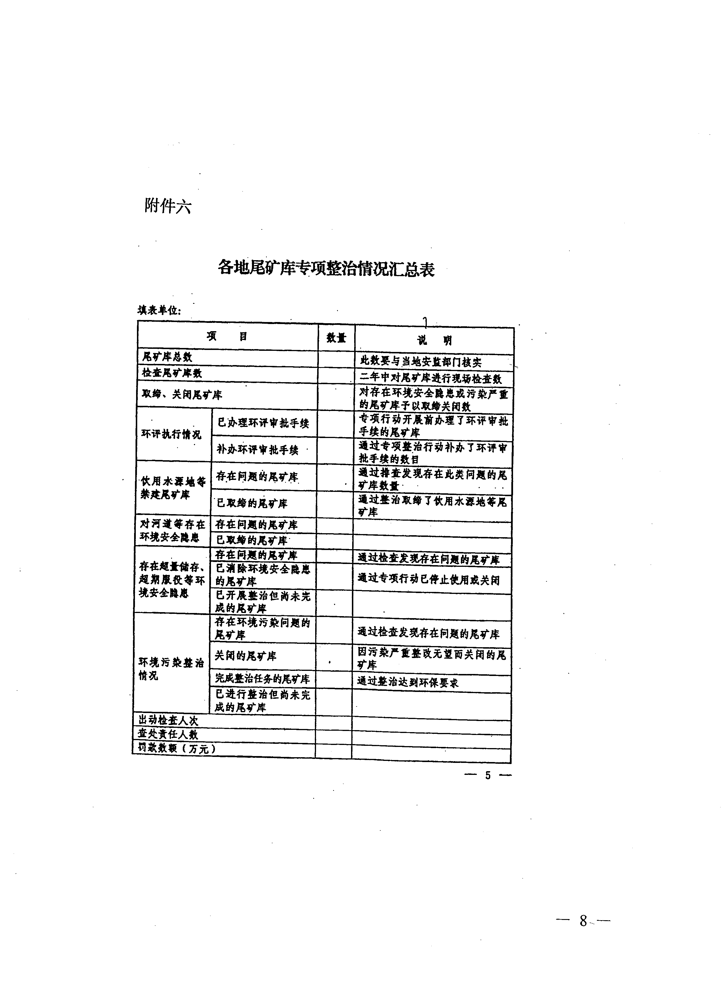 附件六
各地尾矿库专项整治情况汇总表
填表单位:
项 目 数量 说 明
尾矿库总数 此数要与当地安监部门核实
检查尾矿库数 二年中对尾矿库进行现场检查数
取缔、关闭尾矿库 对存在环境安全隐患或污染严重
的尾矿库予以取缔关闭数
环评执行情况
已办理环评审批手续 专项行动开展前办理了环评审批
手续的尾矿库
补办环评审批手续 通过专项整治行动补办了环评审
批手续的数目
饮用水源地等
禁建尾矿库
存在问题的尾矿库 通过排查发现存在此类问题的尾
矿库数量
已取缔的尾矿库 通过整治取缔了饮用水源地等尾
矿库
对河道等存在
环境安全隐患
存在问题的尾矿库
已取缔的尾矿库
存在超量储存、
超期服役等环
境安全隐患
存在问题的尾矿库 通过检查发现存在问题的尾矿库
已消除环境安全隐患
的尾矿库 通过专项行动已停止使用或关闭
已开展整治但尚未完
成的尾矿库
环境污染整治
情况
存在环境污染问题的
尾矿库 通过检查发现存在问题的尾矿库
关闭的尾矿库 因污染严重整改无望而关闭的尾
矿库
完成整治任务的尾矿库 通过整治达到环保要求
已进行整治但尚未完
成的尾矿库
出动检查人次
查处责任人数
罚款数额(万元)
— 5 —
— 8 —